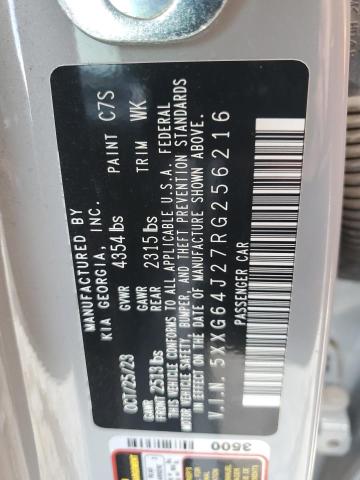 MANUFACTURED BY
KIA GEORGIA, INC.
OCT/25/23
GVWR 4354 lbs
PAINT C7S
GAWR FRONT 2513 lbs
GAWR REAR 2315 lbs
TRIM WK
THIS VEHICLE CONFORMS TO ALL APPLICABLE U.S.A. FEDERAL
MOTOR VEHICLE SAFETY, BUMPER, AND THEFT PREVENTION STANDARDS
IN EFFECT ON THE DATE OF MANUFACTURE SHOWN ABOVE.
V.I.N. 5XXG64J27RG256216
PASSENGER CAR
3500